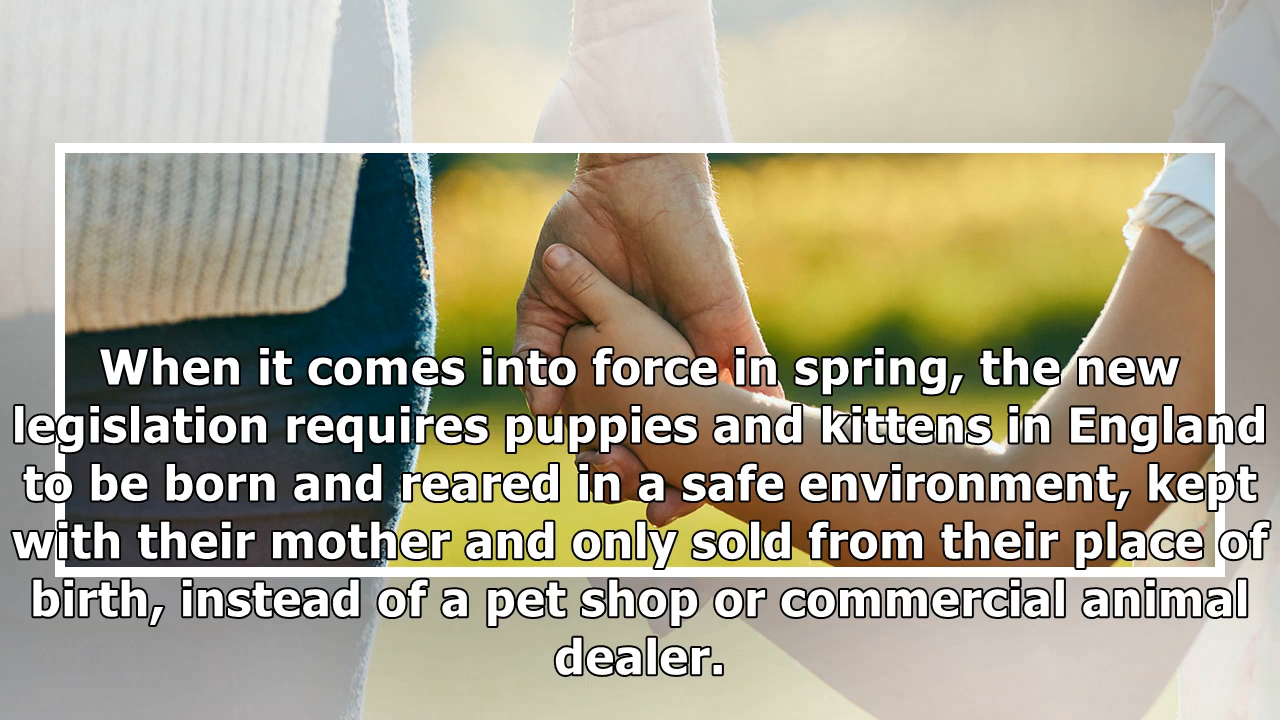 When it comes into force in spring, the new
legislation requires puppies and kittens in England
to be born and reared in a safe environment, kept
with their mother and only sold from their place of
birth, instead of a pet shop or commercial animal
dealer.